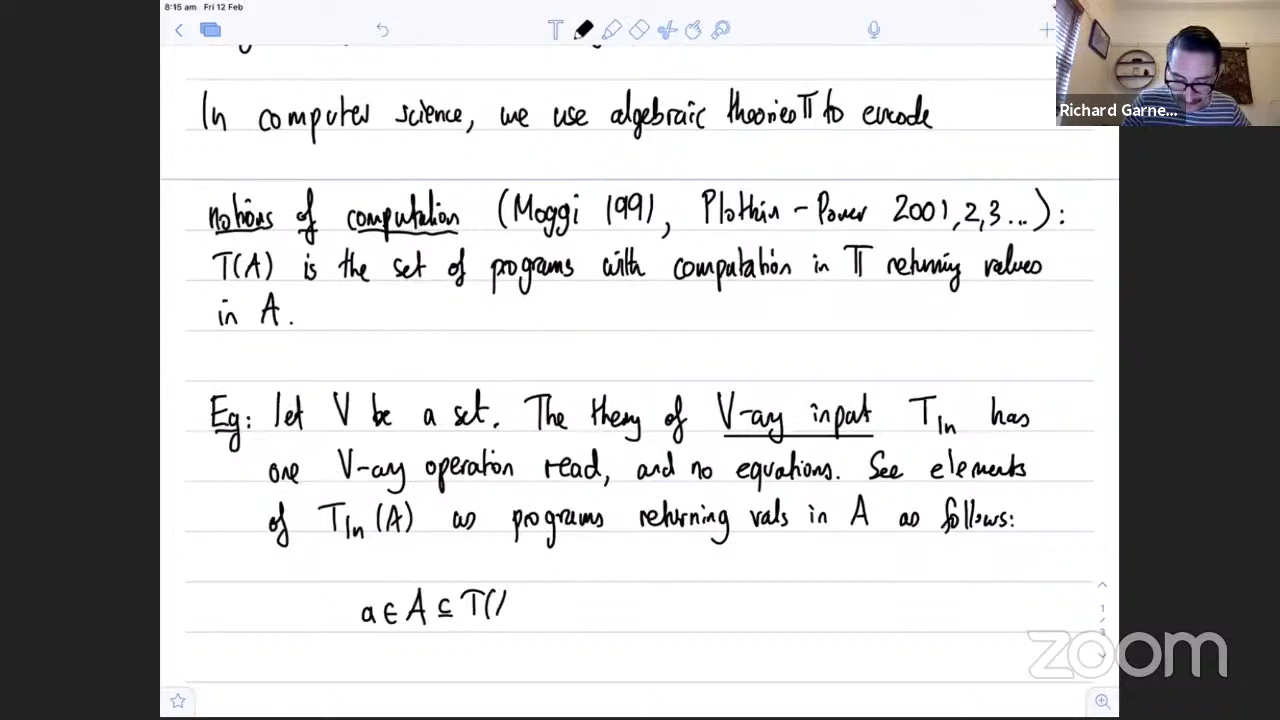 8:15 am Fri 12 Feb
Richard Garne...
In computer science, we use algebraic theories 𝕋 to encode
notions of computation (Moggi 1991, Plotkin - Power 2001,2,3...):
T(A) is the set of programs with computation in 𝕋 returning values
in A.
Eg: let V be a set. The theory of V-ary input T_In has
one V-ary operation read, and no equations. See elements
of T_In (A) as programs returning vals in A as follows:
a ∈ A ⊆ T(
1
3
zoom